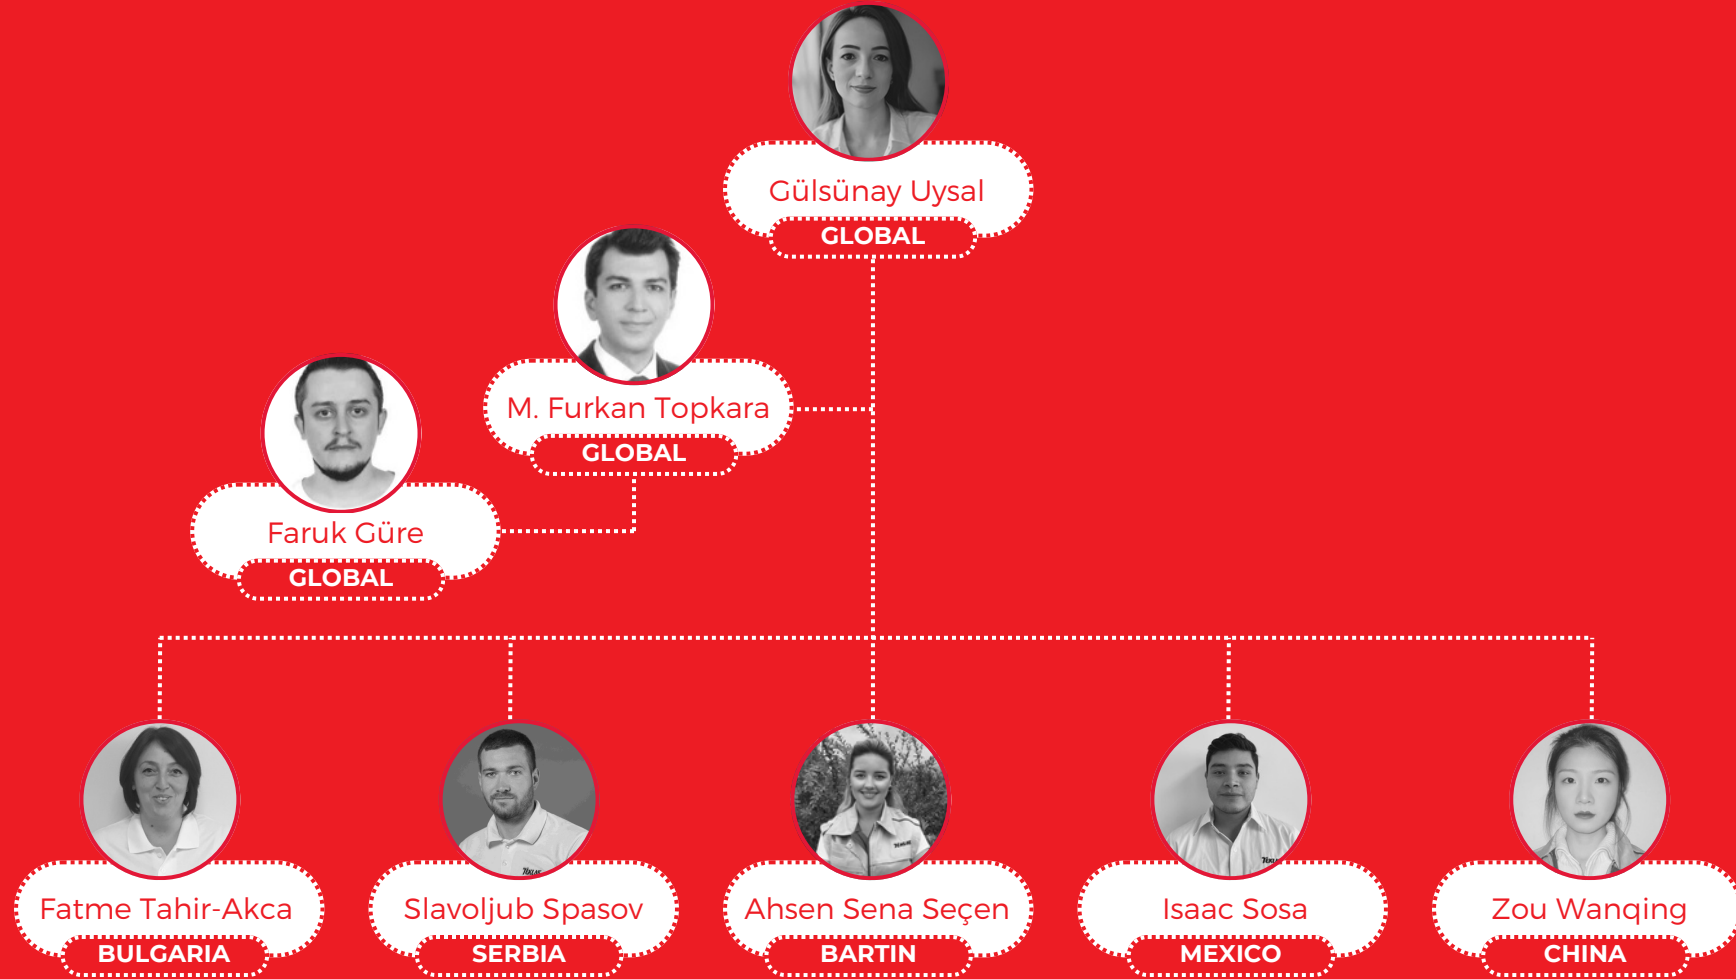 Gülsünay Uysal
GLOBAL
M. Furkan Topkara
GLOBAL
Faruk Güre
GLOBAL
Fatme Tahir-Akca
BULGARIA
Slavoljub Spasov
SERBIA
Ahsen Sena Seçen
BARTIN
Isaac Sosa
MEXICO
Zou Wanqing
CHINA